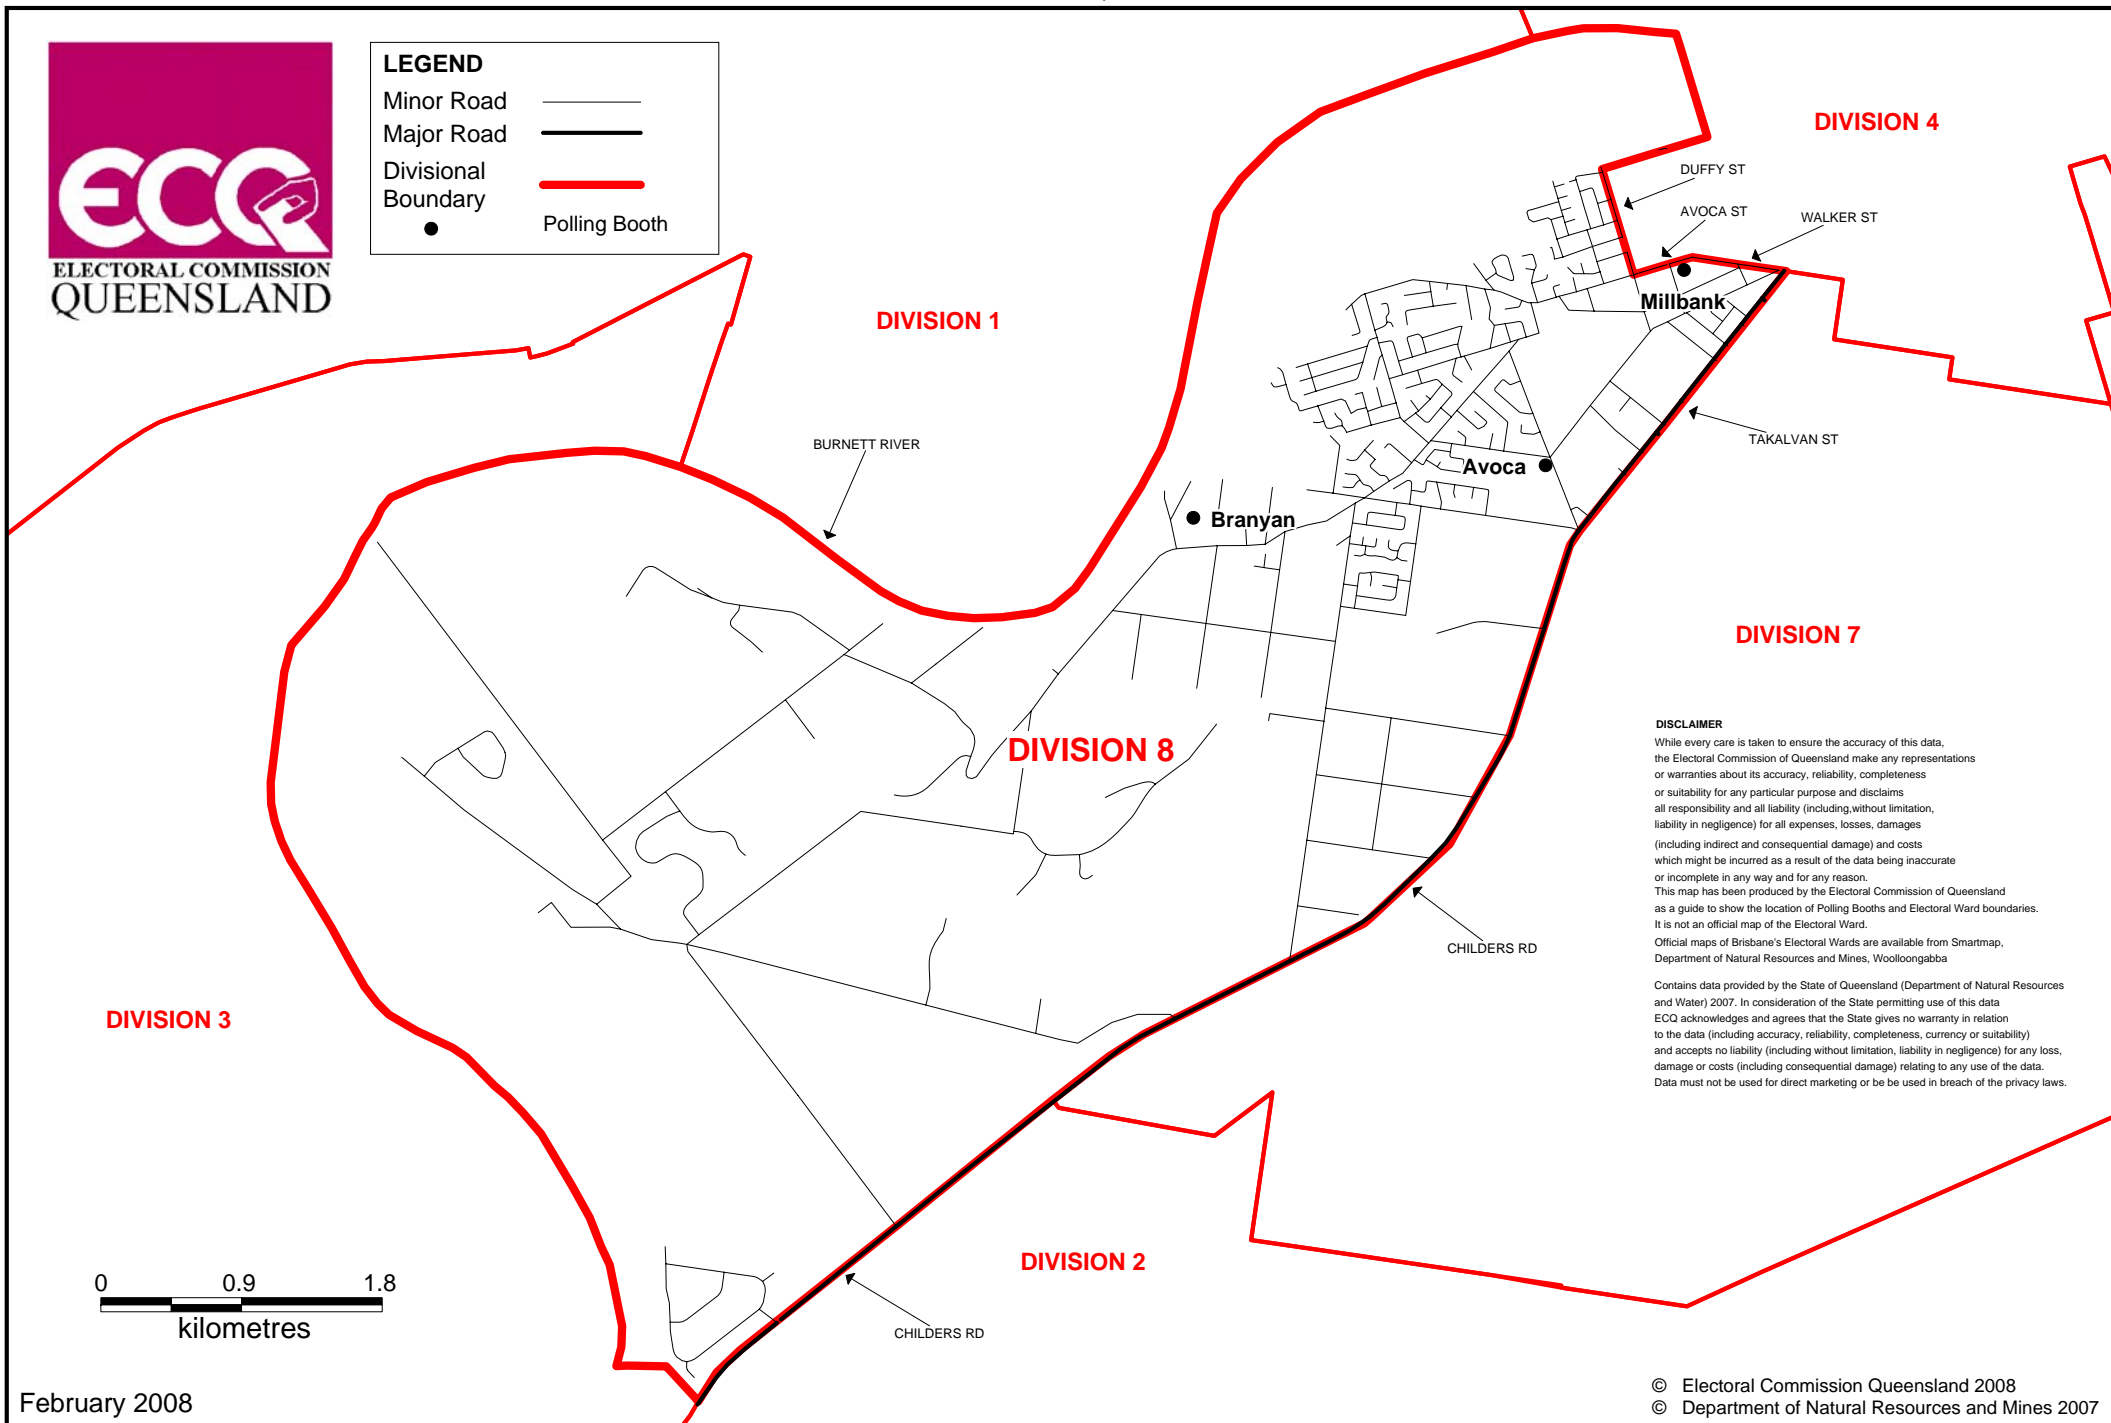 ECQ
ELECTORAL COMMISSION
QUEENSLAND
LEGEND
Minor Road
Major Road
Divisional
Boundary
Polling Booth
DIVISION 4
DUFFY ST
AVOCA ST
WALKER ST
Millbank
DIVISION 1
BURNETT RIVER
TAKALVAN ST
Avoca
Branyan
DIVISION 7
DIVISION 8
DISCLAIMER
While every care is taken to ensure the accuracy of this data,
the Electoral Commission of Queensland make any representations
or warranties about its accuracy, reliability, completeness
or suitability for any particular purpose and disclaims
all responsibility and all liability (including,without limitation,
liability in negligence) for all expenses, losses, damages
(including indirect and consequential damage) and costs
which might be incurred as a result of the data being inaccurate
or incomplete in any way and for any reason.
This map has been produced by the Electoral Commission of Queensland
as a guide to show the location of Polling Booths and Electoral Ward boundaries.
It is not an official map of the Electoral Ward.
Official maps of Brisbane's Electoral Wards are available from Smartmap,
Department of Natural Resources and Mines, Woolloongabba
Contains data provided by the State of Queensland (Department of Natural Resources
and Water) 2007. In consideration of the State permitting use of this data
ECQ acknowledges and agrees that the State gives no warranty in relation
to the data (including accuracy, reliability, completeness, currency or suitability)
and accepts no liability (including without limitation, liability in negligence) for any loss,
damage or costs (including consequential damage) relating to any use of the data.
Data must not be used for direct marketing or be be used in breach of the privacy laws.
CHILDERS RD
DIVISION 3
DIVISION 2
CHILDERS RD
0 0.9 1.8
kilometres
February 2008
© Electoral Commission Queensland 2008
© Department of Natural Resources and Mines 2007